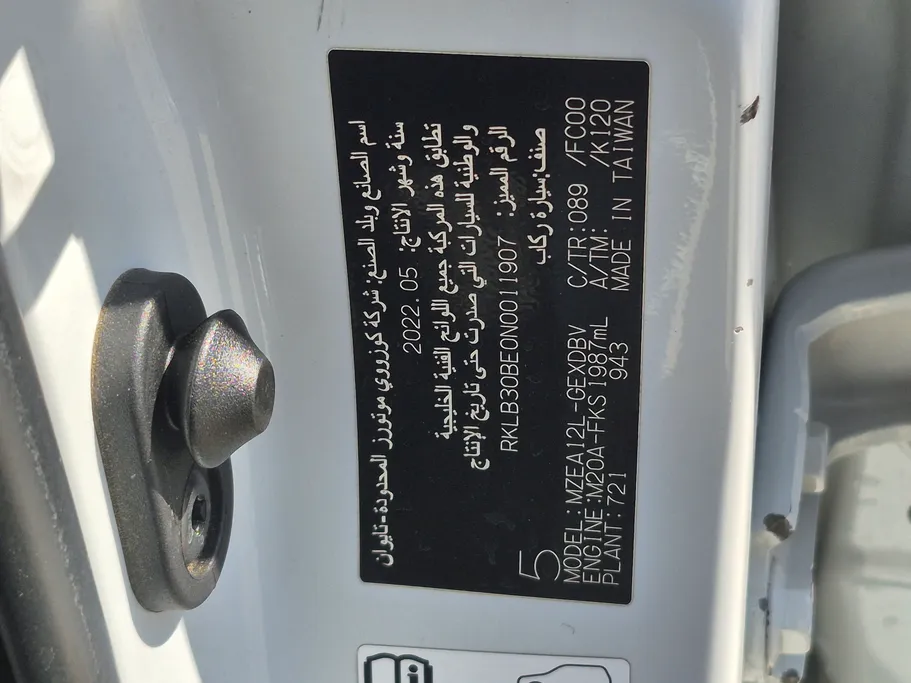 اسم الصانع وبلد الصنع: شركة كوزوروي موتورز المحدودة-تايوان
سنة وشهر الانتاج: 2022.05
تطابق هذه المركبة جميع اللوائح الفنية الخليجية
والوطنية للسيارات التي صدرت حتى تاريخ الإنتاج
الرقم المميز: RKLB30BE0N0011907
صنف:سيارة ركاب
5
MODEL:MZEA12L-GEXDBV C/TR:089 /FC00
ENGINE:M20A-FKS 1987mL A/TM: /K120
PLANT:721 943 MADE IN TAIWAN